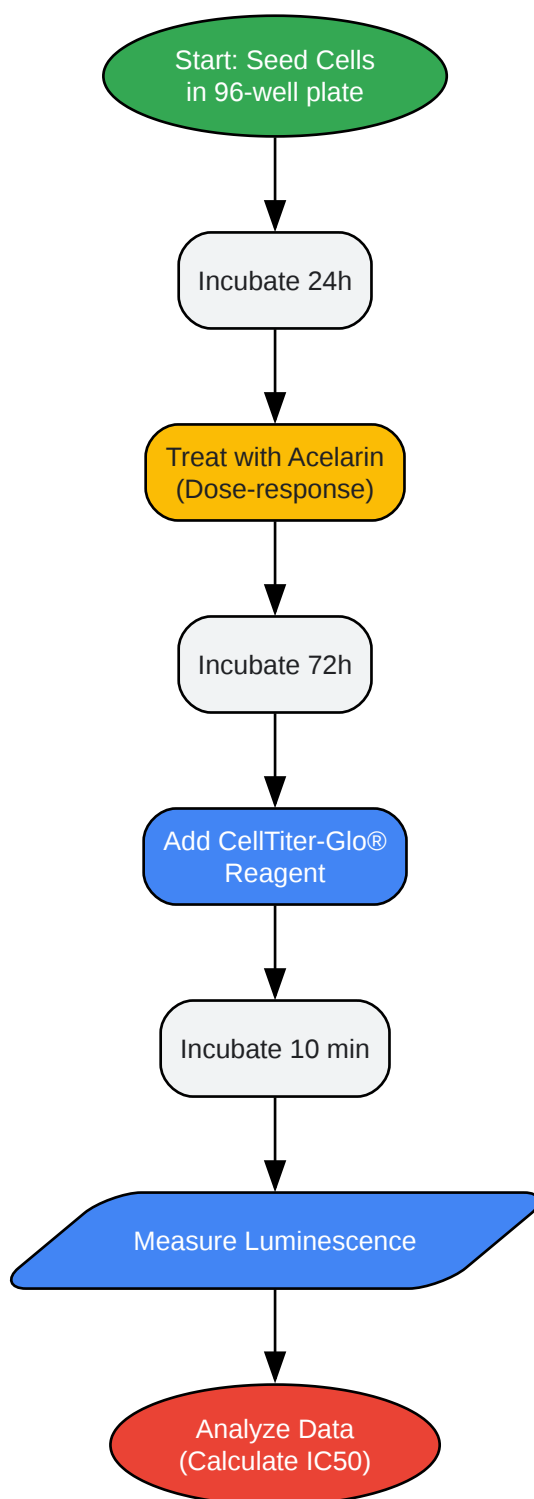 Start: Seed Cells
in 96-well plate
Incubate 24h
Treat with Acelarin
(Dose-response)
Incubate 72h
Add CellTiter-Glo®
Reagent
Incubate 10 min
Measure Luminescence
Analyze Data
(Calculate IC50)